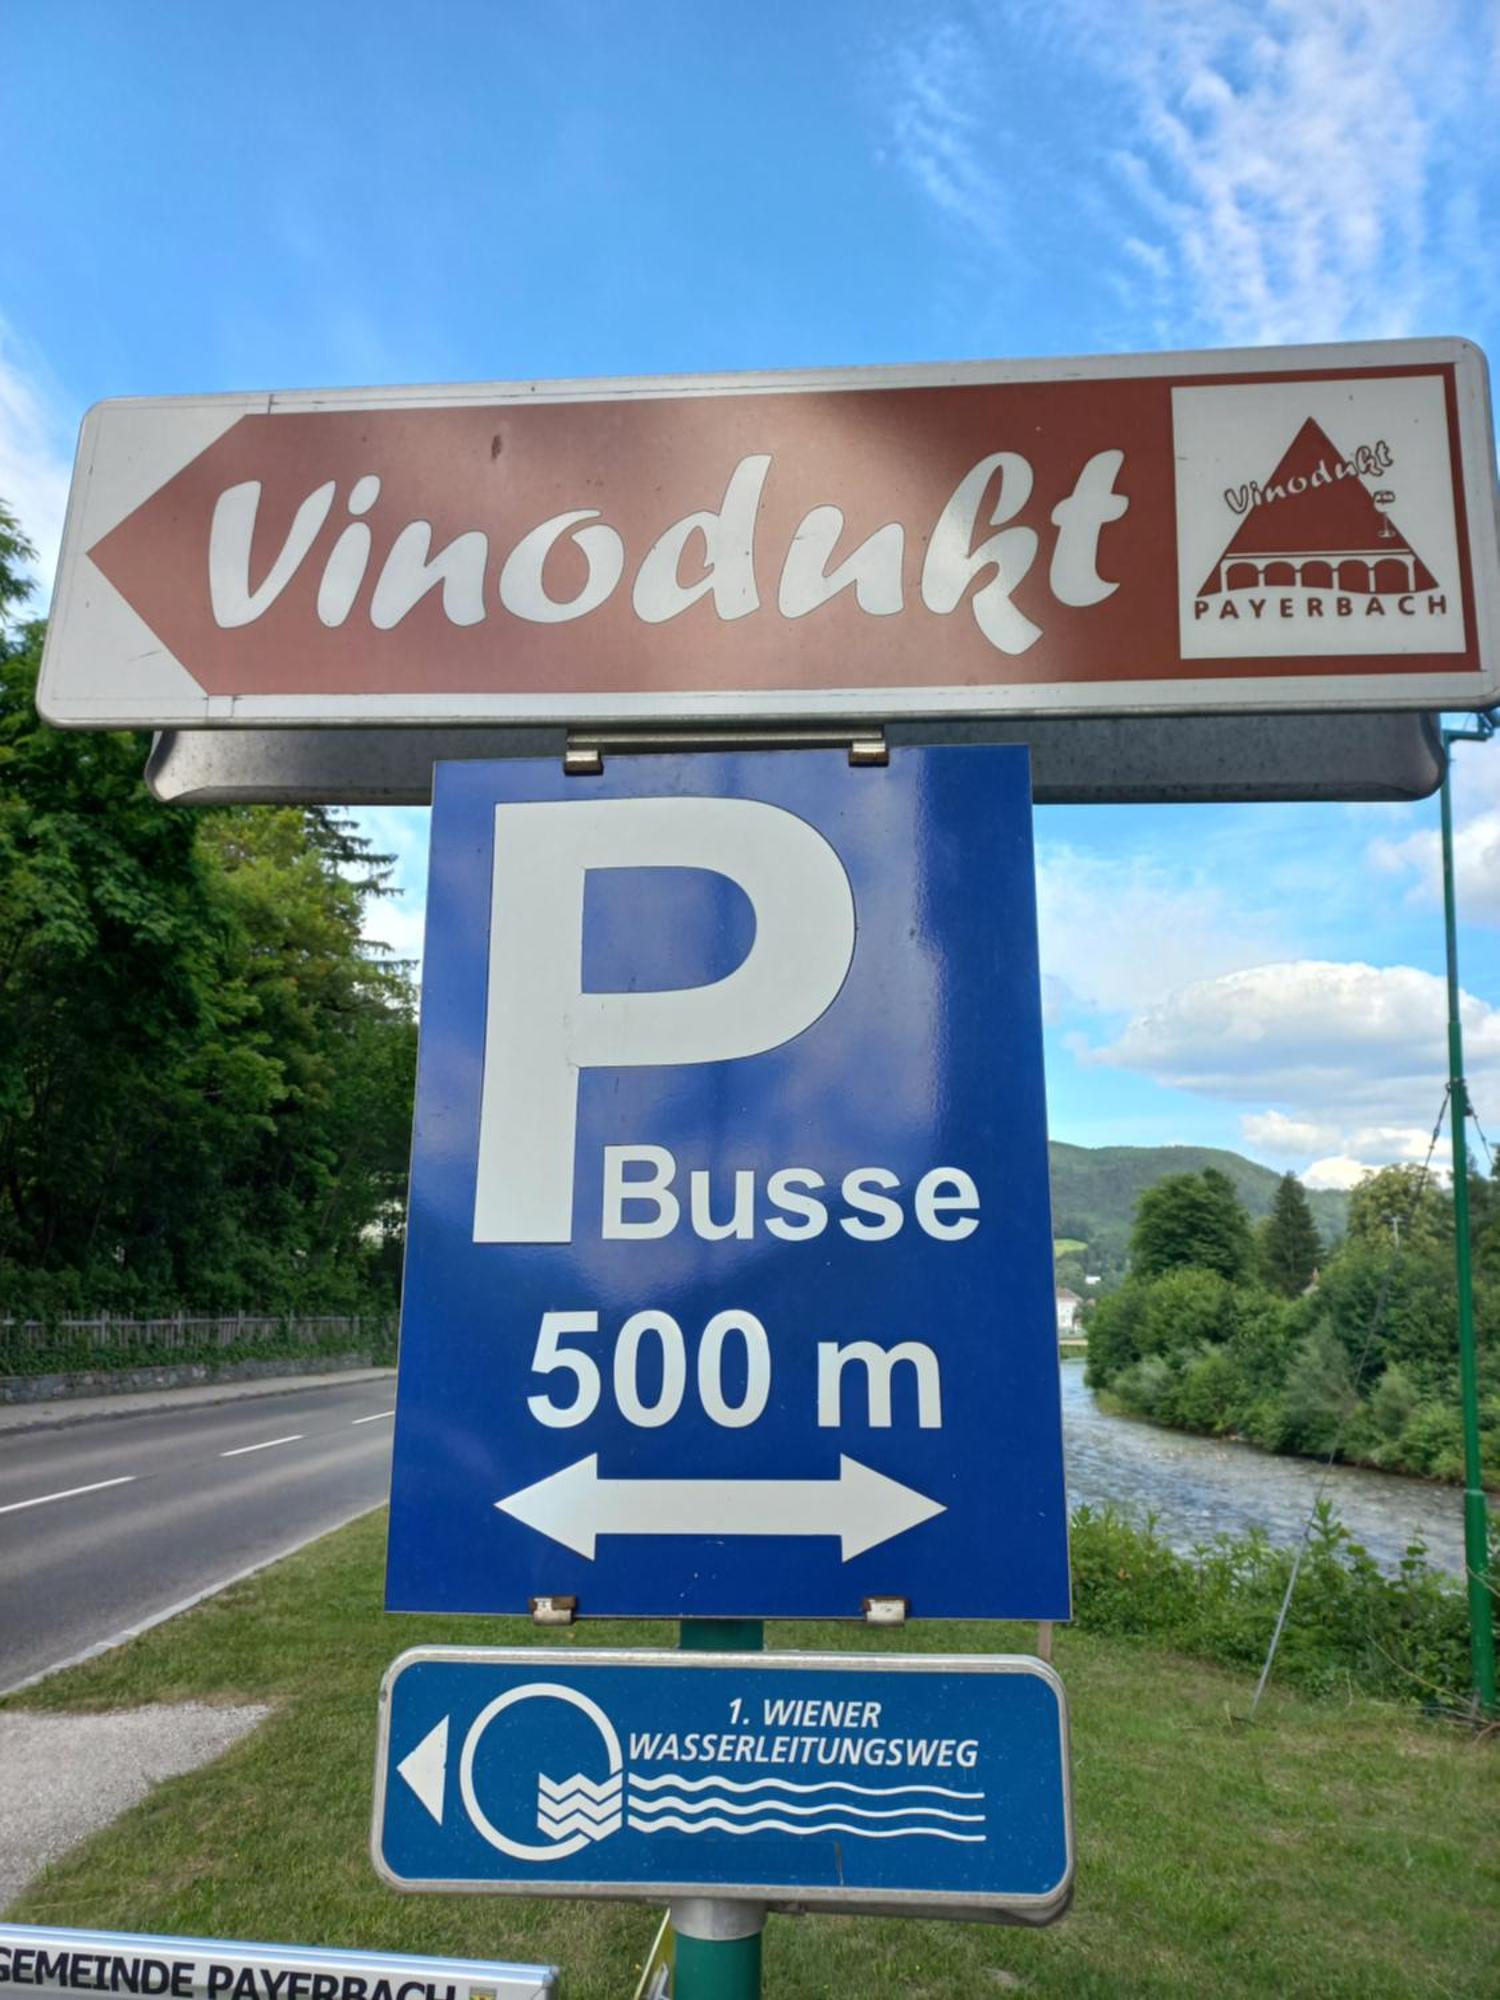 Vinodukt
Vinodukt
PAYERBACH
P
Busse
500 m
1. WIENER
WASSERLEITUNGSWEG
GEMEINDE PAYERBACH